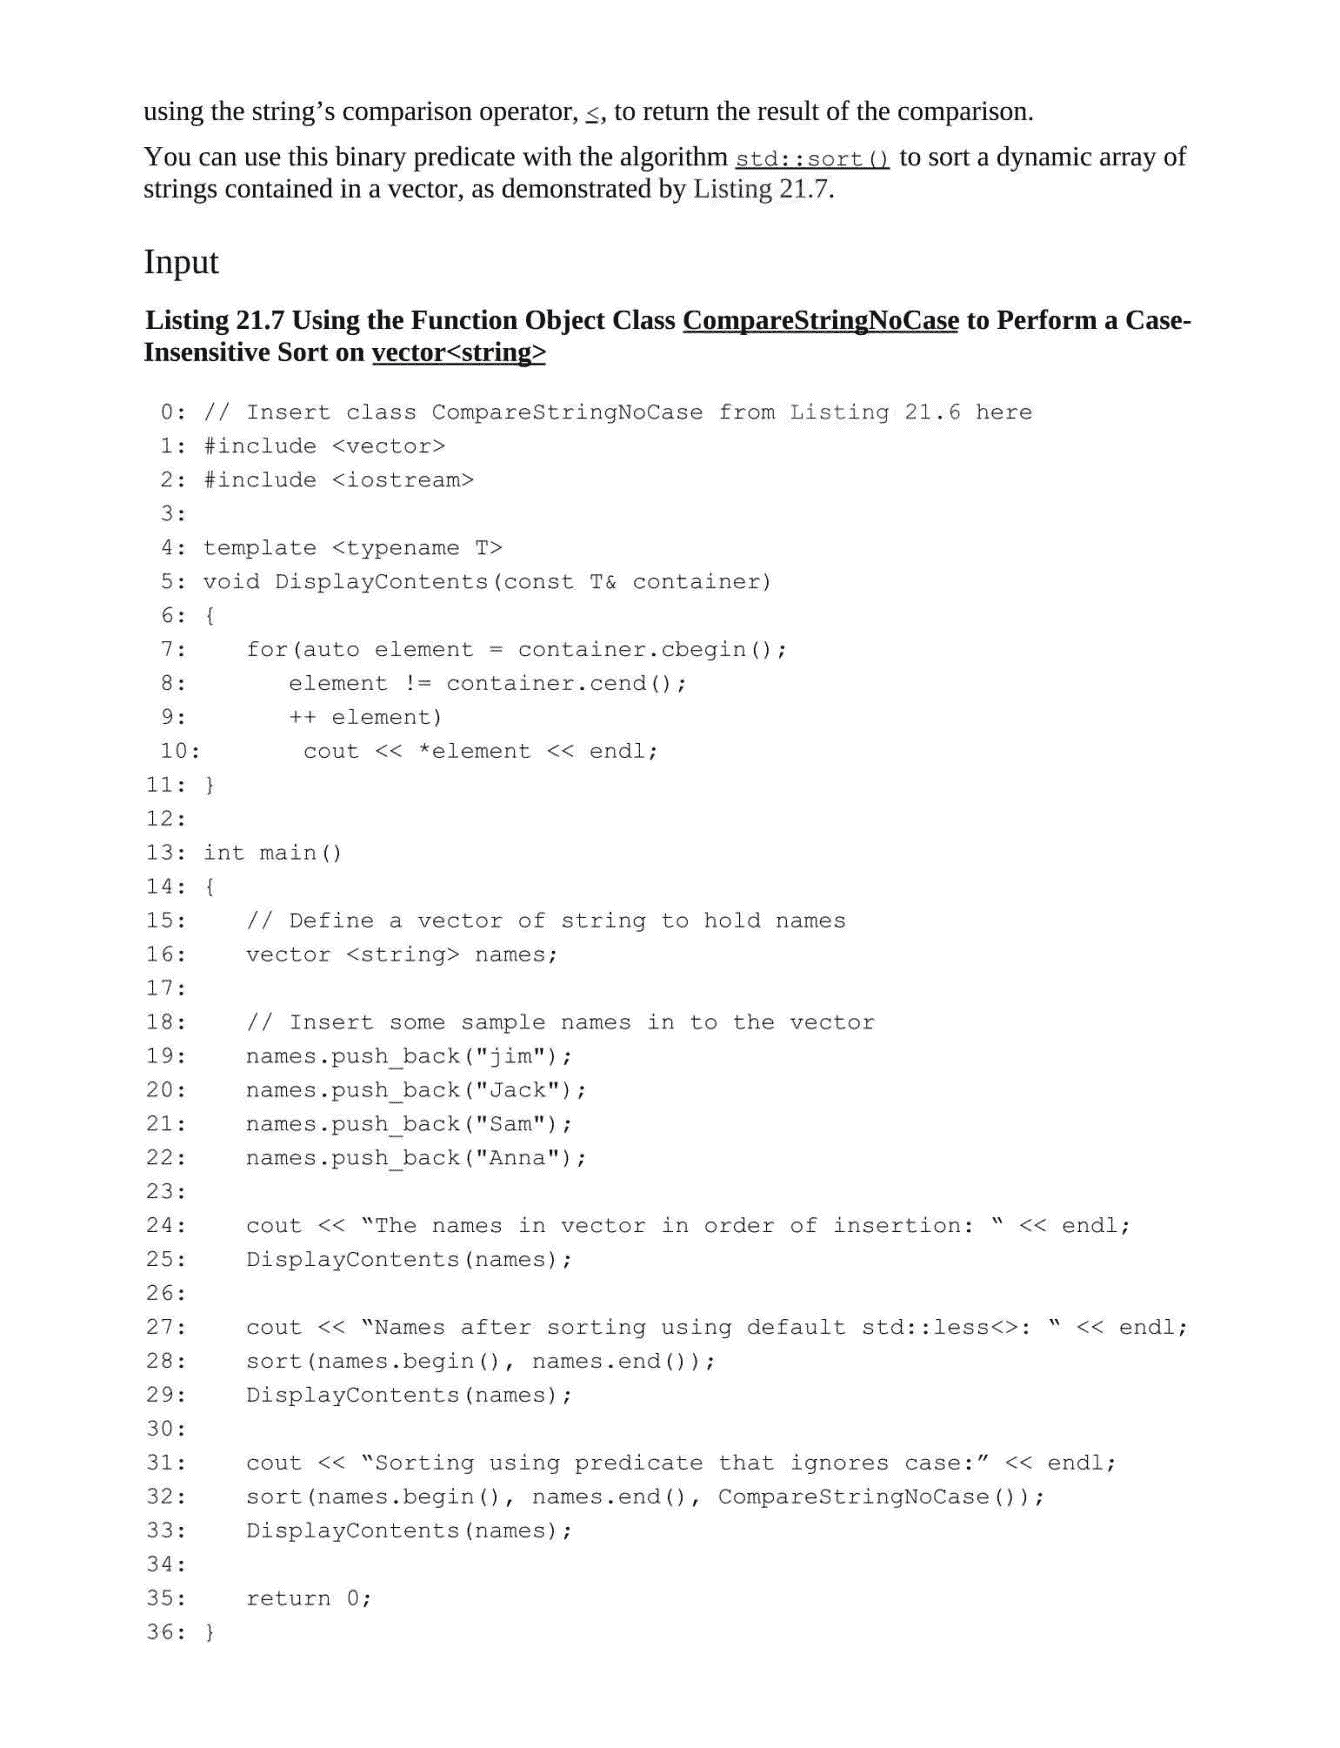 using the string’s comparison operator, <, to return the result of the comparison.
You can use this binary predicate with the algorithm std::sort() to sort a dynamic array of
strings contained in a vector, as demonstrated by Listing 21.7.
Input
Listing 21.7 Using the Function Object Class CompareStringNoCase to Perform a Case-
Insensitive Sort on vector<string>
0: // Insert class CompareStringNoCase from Listing 21.6 here
1: #include <vector>
2: #include <iostream>
3:
4: template <typename T>
5: void DisplayContents(const T& container)
6: {
7:    for(auto element = container.cbegin();
8:       element != container.cend();
9:       ++ element)
10:       cout << *element << endl;
11: }
12:
13: int main()
14: {
15:    // Define a vector of string to hold names
16:    vector <string> names;
17:
18:    // Insert some sample names in to the vector
19:    names.push_back("jim");
20:    names.push_back("Jack");
21:    names.push_back("Sam");
22:    names.push_back("Anna");
23:
24:    cout << “The names in vector in order of insertion: “ << endl;
25:    DisplayContents(names);
26:
27:    cout << “Names after sorting using default std::less<>: “ << endl;
28:    sort(names.begin(), names.end());
29:    DisplayContents(names);
30:
31:    cout << “Sorting using predicate that ignores case:” << endl;
32:    sort(names.begin(), names.end(), CompareStringNoCase());
33:    DisplayContents(names);
34:
35:    return 0;
36: }